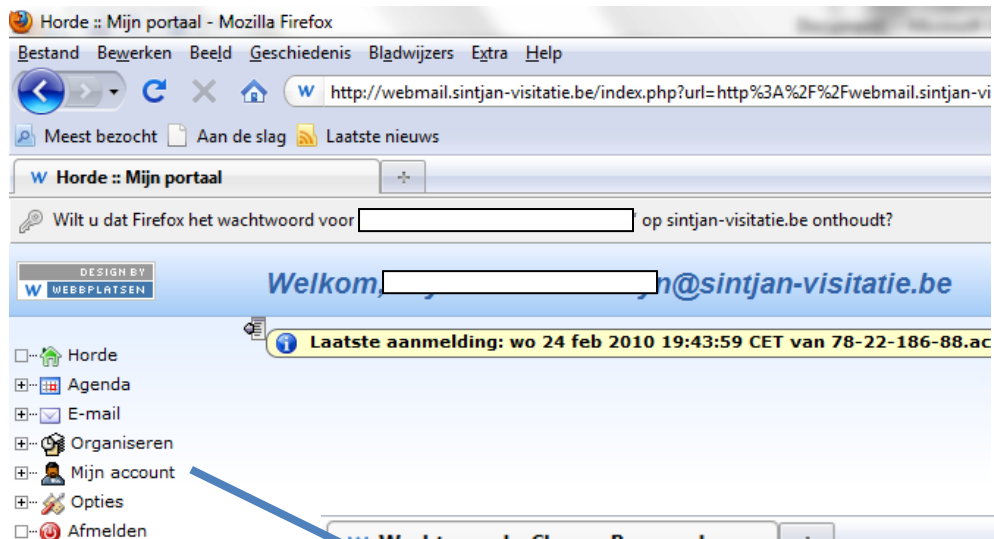 Horde :: Mijn portaal - Mozilla Firefox
Bestand Bewerken Beeld Geschiedenis Bladwijzers Extra Help
W http://webmail.sintjan-visitatie.be/index.php?url=http%3A%2F%2Fwebmail.sintjan-vi
Meest bezocht Aan de slag Laatste nieuws
W Horde :: Mijn portaal
Wilt u dat Firefox het wachtwoord voor op sintjan-visitatie.be onthoudt?
DESIGN BY
W WEBBPLATSEN
Welkom, n@sintjan-visitatie.be
Laatste aanmelding: wo 24 feb 2010 19:43:59 CET van 78-22-186-88.ac
Horde
Agenda
E-mail
Organiseren
Mijn account
Opties
Afmelden